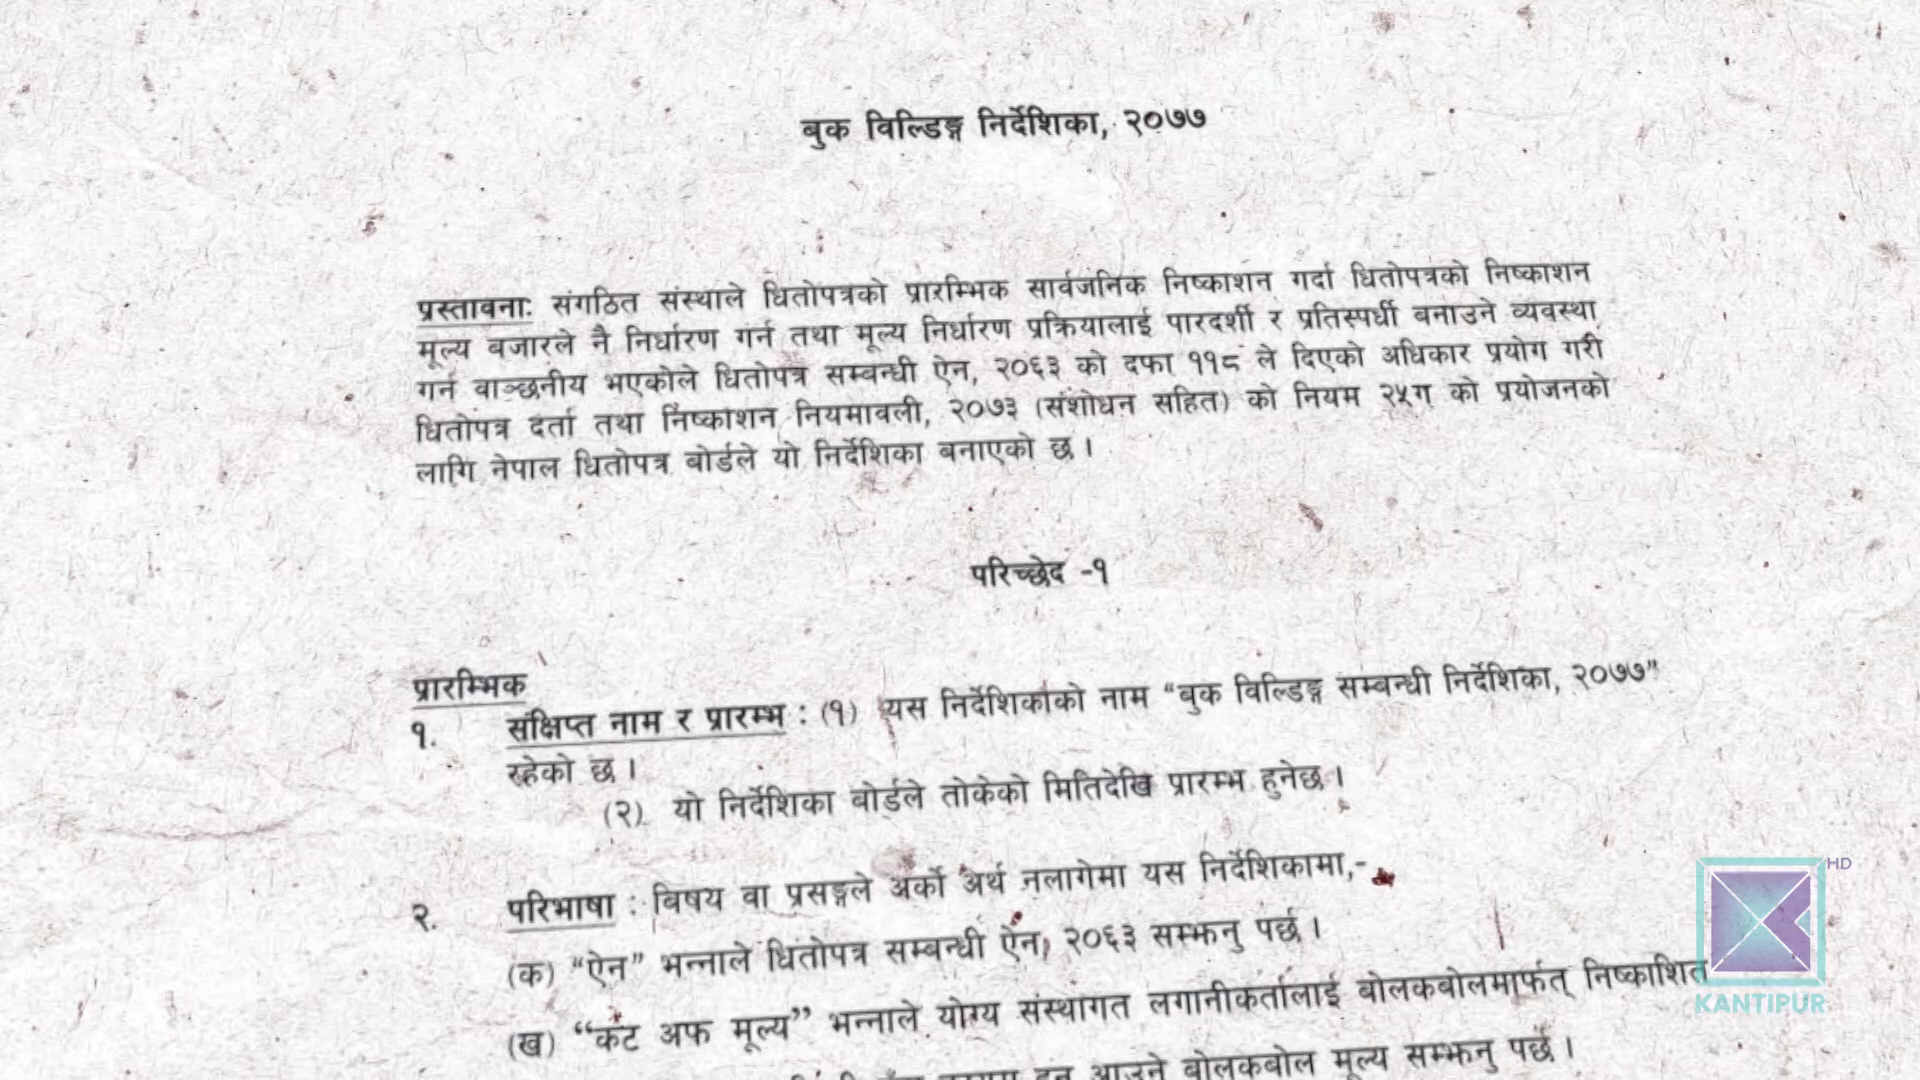 बुक विल्डिङ्ग निर्देशिका, २०७७
प्रस्तावना: संगठित संस्थाले धितोपत्रको प्रारम्भिक सार्वजनिक निष्काशन गर्दा धितोपत्रको निष्काशन
मूल्य बजारले नै निर्धारण गर्न तथा मूल्य निर्धारण प्रक्रियालाई पारदर्शी र प्रतिस्पर्धी बनाउने व्यवस्था
गर्न वाञ्छनीय भएकोले धितोपत्र सम्बन्धी ऐन, २०६३ को दफा ११८ ले दिएको अधिकार प्रयोग गरी
धितोपत्र दर्ता तथा निष्काशन नियमावली, २०७३ (संशोधन सहित) को नियम २५ग को प्रयोजनको
लागि नेपाल धितोपत्र बोर्डले यो निर्देशिका बनाएको छ ।
परिच्छेद -१
प्रारम्भिक
१. संक्षिप्त नाम र प्रारम्भ : (१) यस निर्देशिकाको नाम "बुक विल्डिङ्ग सम्बन्धी निर्देशिका, २०७७"
रहेको छ ।
(२) यो निर्देशिका बोर्डले तोकेको मितिदेखि प्रारम्भ हुनेछ ।
२. परिभाषा : विषय वा प्रसङ्गले अर्को अर्थ नलागेमा यस निर्देशिकामा,-
(क) "ऐन" भन्नाले धितोपत्र सम्बन्धी ऐन, २०६३ सम्झनु पर्छ ।
(ख) "कट अफ मूल्य" भन्नाले योग्य संस्थागत लगानीकर्तालाई बोलकबोलमार्फत् निष्काशित
आउने बोलकबोल मूल्य सम्झनु पर्छ ।
HD
KANTIPUR